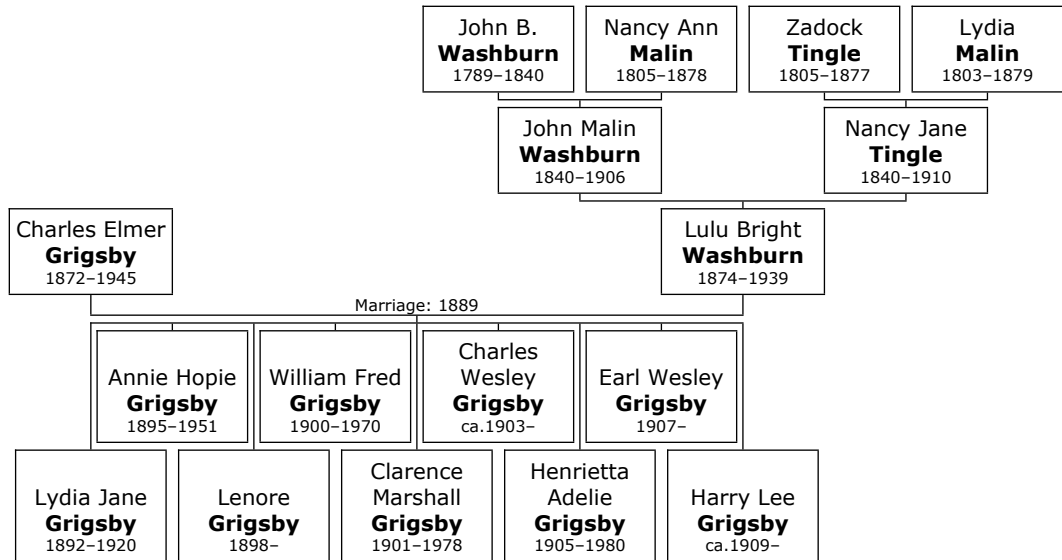 John B.
Washburn
1789–1840
Nancy Ann
Malin
1805–1878
Zadock
Tingle
1805–1877
Lydia
Malin
1803–1879
John Malin
Washburn
1840–1906
Nancy Jane
Tingle
1840–1910
Charles Elmer
Grigsby
1872–1945
Lulu Bright
Washburn
1874–1939
Marriage: 1889
Annie Hopie
Grigsby
1895–1951
William Fred
Grigsby
1900–1970
Charles
Wesley
Grigsby
ca.1903–
Earl Wesley
Grigsby
1907–
Lydia Jane
Grigsby
1892–1920
Lenore
Grigsby
1898–
Clarence
Marshall
Grigsby
1901–1978
Henrietta
Adelie
Grigsby
1905–1980
Harry Lee
Grigsby
ca.1909–